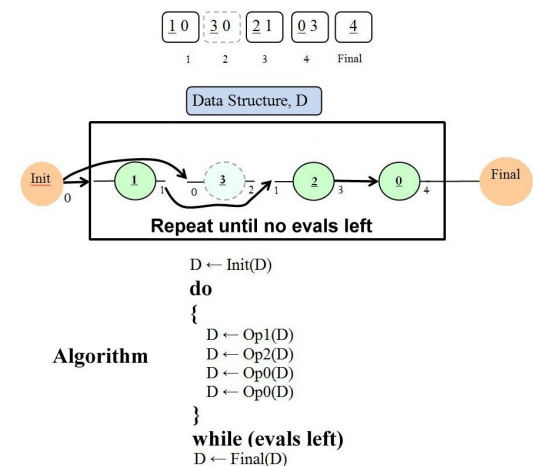 1 0 3 0 2 1 0 3 4
1 2 3 4 Final
Data Structure, D
Init 0 1 1 0 3 2 1 2 3 0 4 Final
Repeat until no evals left
D ← Init(D)
do
{
D ← Op1(D)
D ← Op2(D)
Algorithm
D ← Op0(D)
D ← Op0(D)
}
while (evals left)
D ← Final(D)